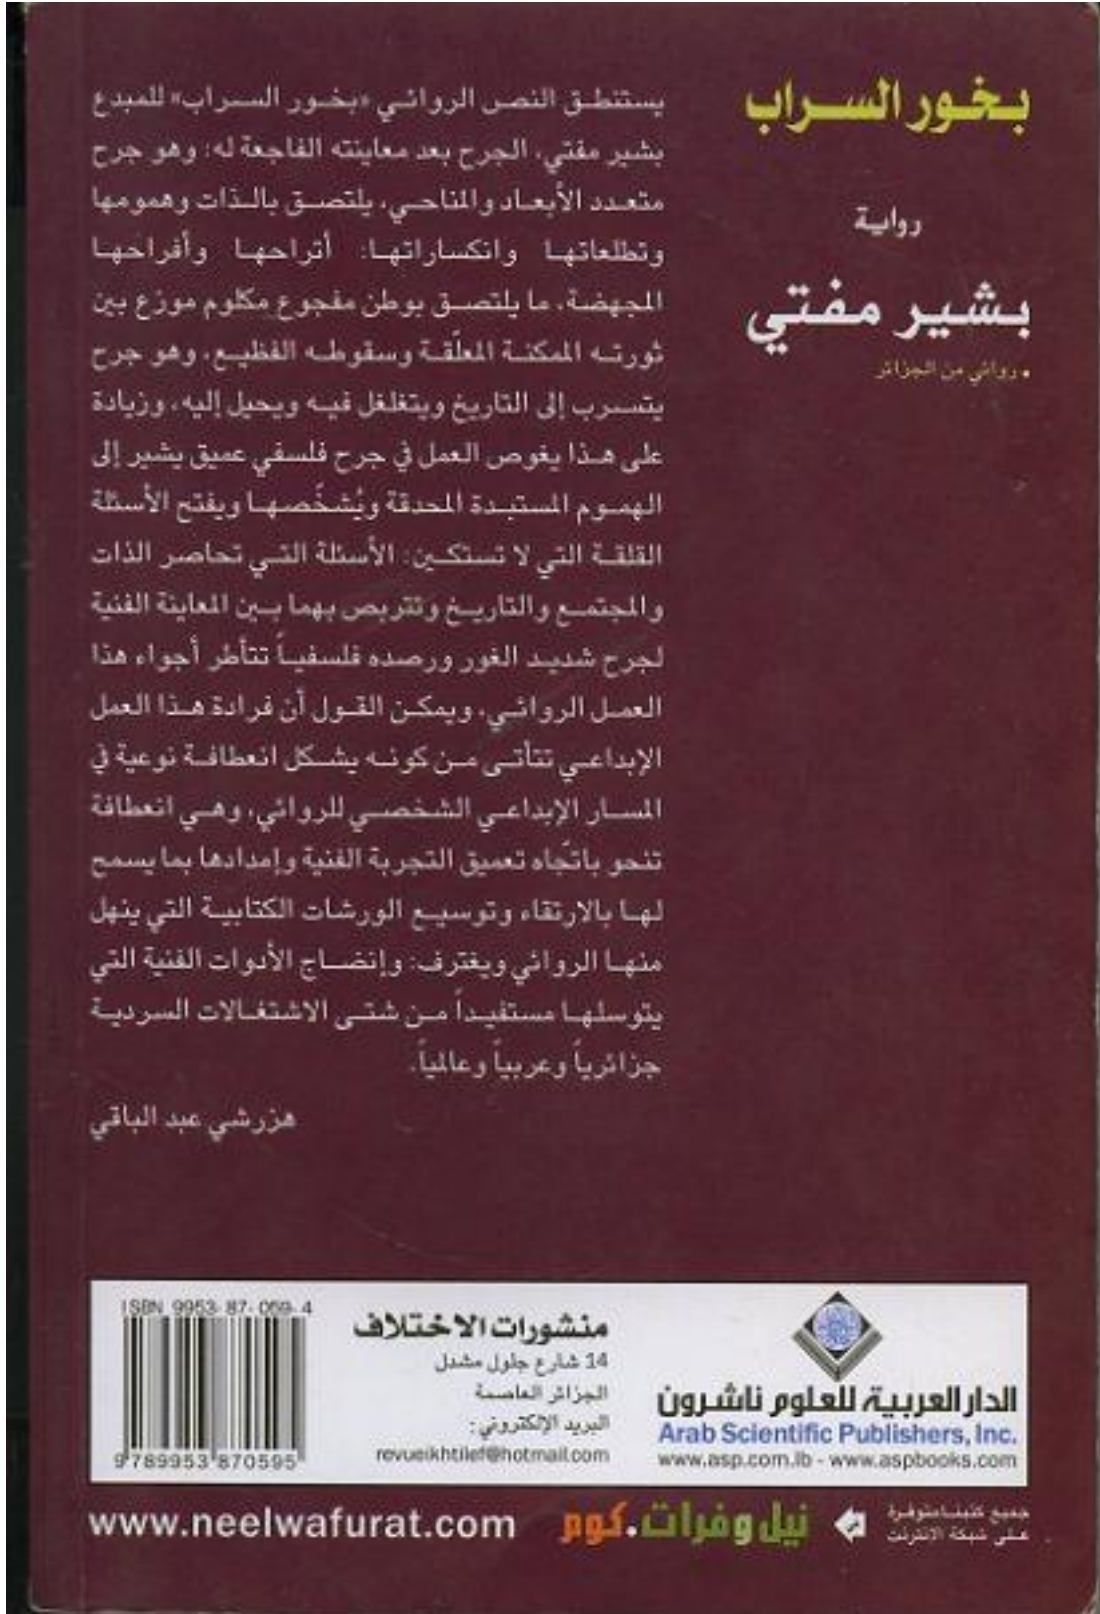 بخور السراب
رواية
بشير مفتي
• روائي من الجزائر
يستنطق النص الروائي «بخور السراب» للمبدع
بشير مفتي، الجرح بعد معاينته الفاجعة له: وهو جرح
متعدد الأبعاد والمناحي، يلتصق بالذات وهمومها
وتطلعاتها وانكساراتها: أتراحها وأفراحها
المجهضة، ما يلتصق بوطن مفجوع مكلوم موزع بين
ثورته الممكنة المعلّقة وسقوطه الفظيع، وهو جرح
يتسرب إلى التاريخ ويتغلغل فيه ويحيل إليه، وزيادة
على هذا يغوص العمل في جرح فلسفي عميق يشير إلى
الهموم المستبدة المحدقة ويُشخّصها ويفتح الأسئلة
القلقة التي لا تستكين: الأسئلة التي تحاصر الذات
والمجتمع والتاريخ وتتربص بهما بين المعاينة الفنية
لجرح شديد الغور ورصده فلسفياً تتأطر أجواء هذا
العمل الروائي، ويمكن القول أن فرادة هذا العمل
الإبداعي تتأتى من كونه يشكل انعطافة نوعية في
المسار الإبداعي الشخصي للروائي، وهي انعطافة
تنحو باتّجاه تعميق التجربة الفنية وإمدادها بما يسمح
لها بالارتقاء وتوسيع الورشات الكتابية التي ينهل
منها الروائي ويغترف: وإنضاج الأدوات الفنية التي
يتوسلها مستفيداً من شتى الاشتغالات السردية
جزائرياً وعربياً وعالمياً.
هزرشي عبد الباقي
الدار العربية للعلوم ناشرون
Arab Scientific Publishers, Inc.
www.asp.com.lb - www.aspbooks.com
منشورات الاختلاف
14 شارع جلول مشدل
الجزائر العاصمة
البريد الإلكتروني:
revueikhtilef@hotmail.com
ISBN 9953-87-059-4
9 789953 870595
جميع كتبنا متوفرة
على شبكة الانترنت
نيل وفرات.كوم
www.neelwafurat.com